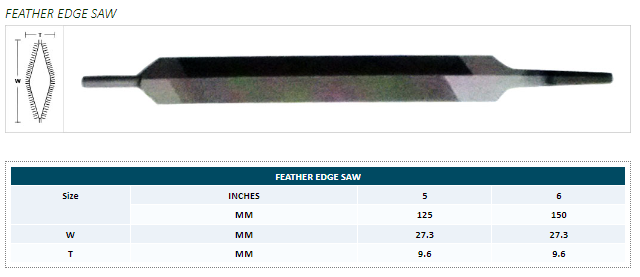 FEATHER EDGE SAW
T
W
FEATHER EDGE SAW
Size INCHES 5 6
MM 125 150
W MM 27.3 27.3
T MM 9.6 9.6